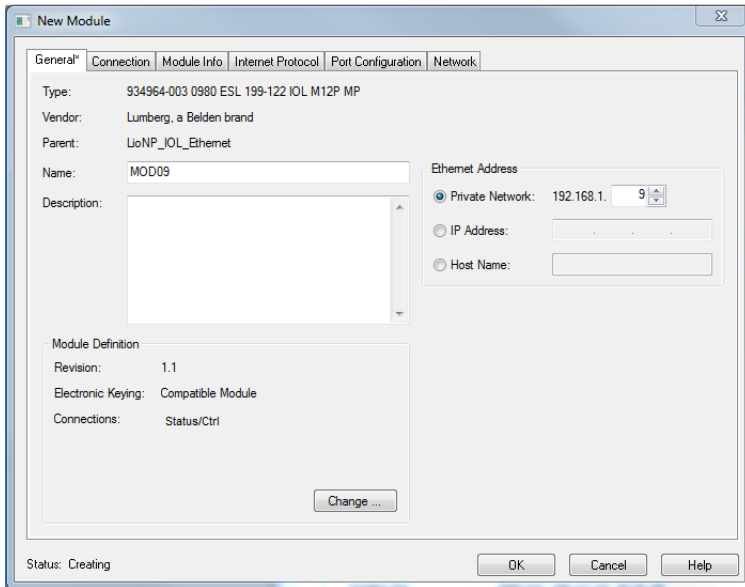 New Module
General* Connection Module Info Internet Protocol Port Configuration Network
Type: 934964-003 0980 ESL 199-122 IOL M12P MP
Vendor: Lumberg, a Belden brand
Parent: LioNP_IOL_Ethernet
Name: MOD09
Description:
Ethernet Address
Private Network: 192.168.1. 9
IP Address: . . .
Host Name:
Module Definition
Revision: 1.1
Electronic Keying: Compatible Module
Connections: Status/Ctrl
Change ...
Status: Creating
OK Cancel Help